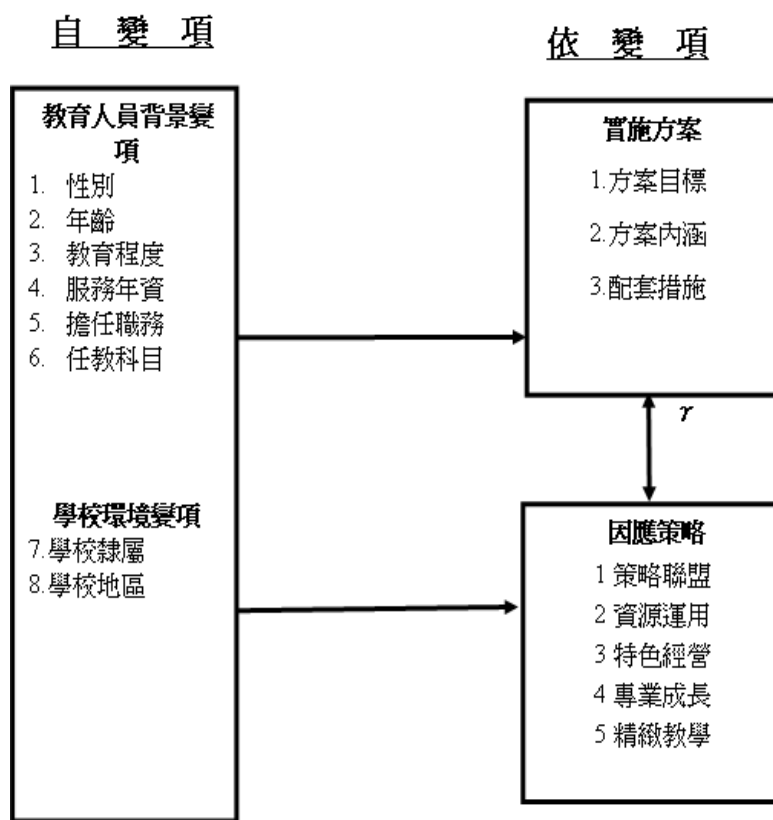 自 變 項
教育人員背景變
項
1. 性別
2. 年齡
3. 教育程度
4. 服務年資
5. 擔任職務
6. 任教科目
學校環境變項
7.學校隸屬
8.學校地區
依 變 項
實施方案
1.方案目標
2.方案內涵
3.配套措施
r
因應策略
1 策略聯盟
2 資源運用
3 特色經營
4 專業成長
5 精緻教學